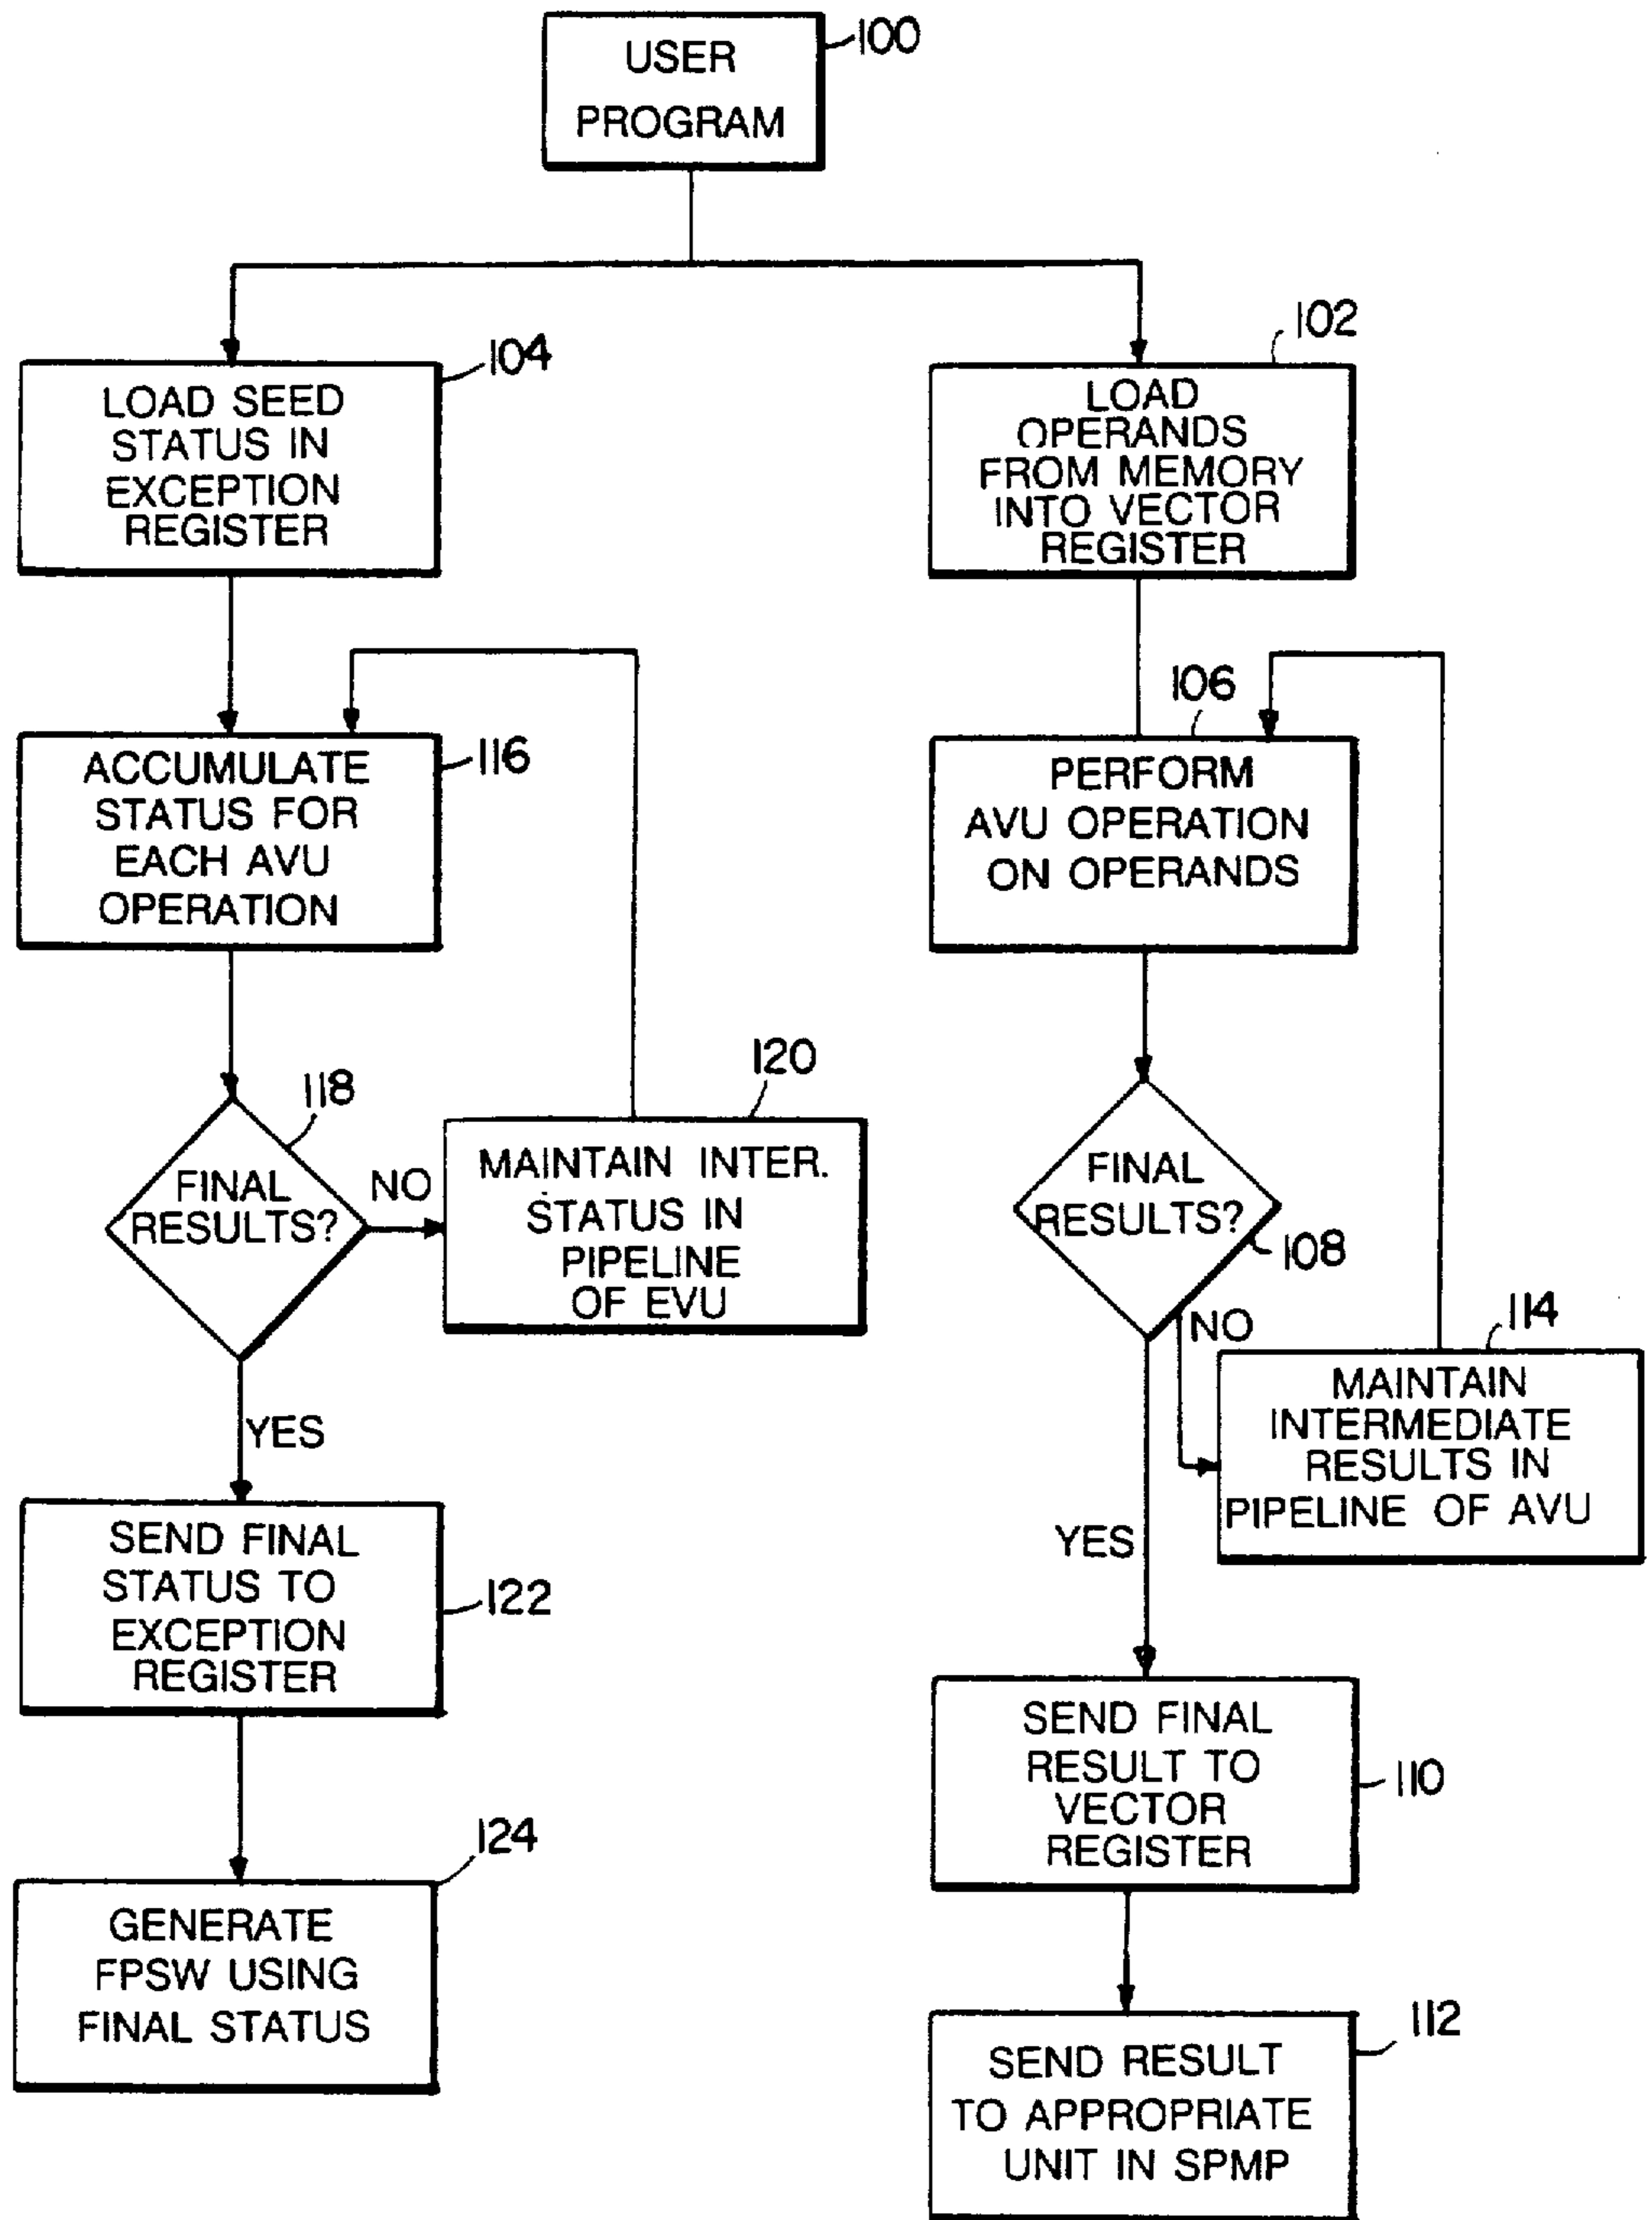 USER
PROGRAM
100
104
LOAD SEED
STATUS IN
EXCEPTION
REGISTER
102
LOAD
OPERANDS
FROM MEMORY
INTO VECTOR
REGISTER
116
ACCUMULATE
STATUS FOR
EACH AVU
OPERATION
106
PERFORM
AVU OPERATION
ON OPERANDS
118
FINAL
RESULTS?
NO
120
MAINTAIN INTER.
STATUS IN
PIPELINE
OF EVU
FINAL
RESULTS?
108
NO
114
MAINTAIN
INTERMEDIATE
RESULTS IN
PIPELINE OF AVU
YES
YES
SEND FINAL
STATUS TO
EXCEPTION
REGISTER
122
SEND FINAL
RESULT TO
VECTOR
REGISTER
110
124
GENERATE
FPSW USING
FINAL STATUS
112
SEND RESULT
TO APPROPRIATE
UNIT IN SPMP